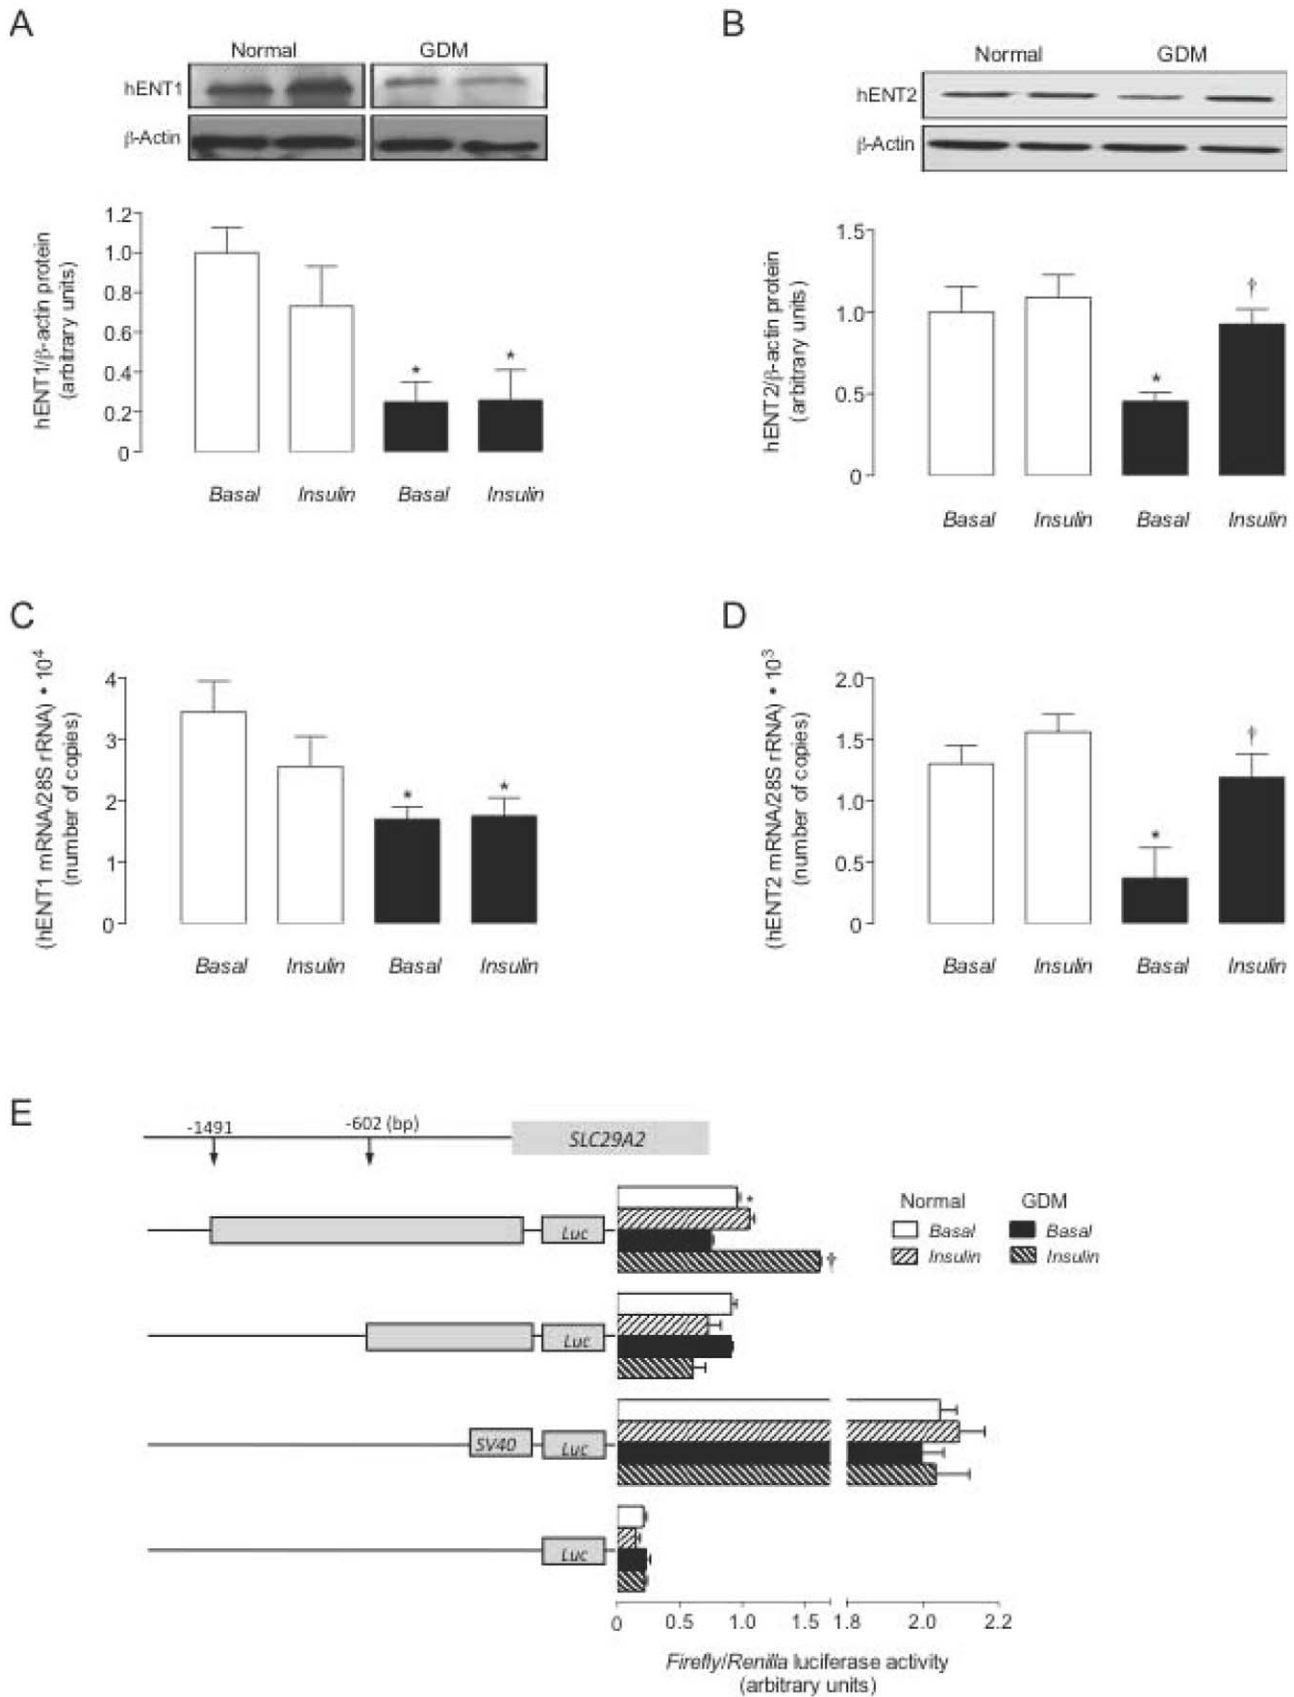 A
Normal GDM
hENT1
β-Actin
1.2
1.0
0.8
0.6
0.4
0.2
0
hENT1/β-actin protein
(arbitrary units)
* *
Basal Insulin Basal Insulin
B
Normal GDM
hENT2
β-Actin
1.5
1.0
0.5
0
hENT2/β-actin protein
(arbitrary units)
* †
Basal Insulin Basal Insulin
C
(hENT1 mRNA/28S rRNA) • 10⁴
(number of copies)
4
3
2
1
0
* *
Basal Insulin Basal Insulin
D
(hENT2 mRNA/28S rRNA) • 10³
(number of copies)
2.0
1.5
1.0
0.5
0
* †
Basal Insulin Basal Insulin
E
-1491 -602 (bp) SLC29A2
Luc * †
Normal GDM
Basal Basal
Insulin Insulin
Luc
SV40 Luc
Luc
0 0.5 1.0 1.5 1.8 2.0 2.2
Firefly/Renilla luciferase activity
(arbitrary units)